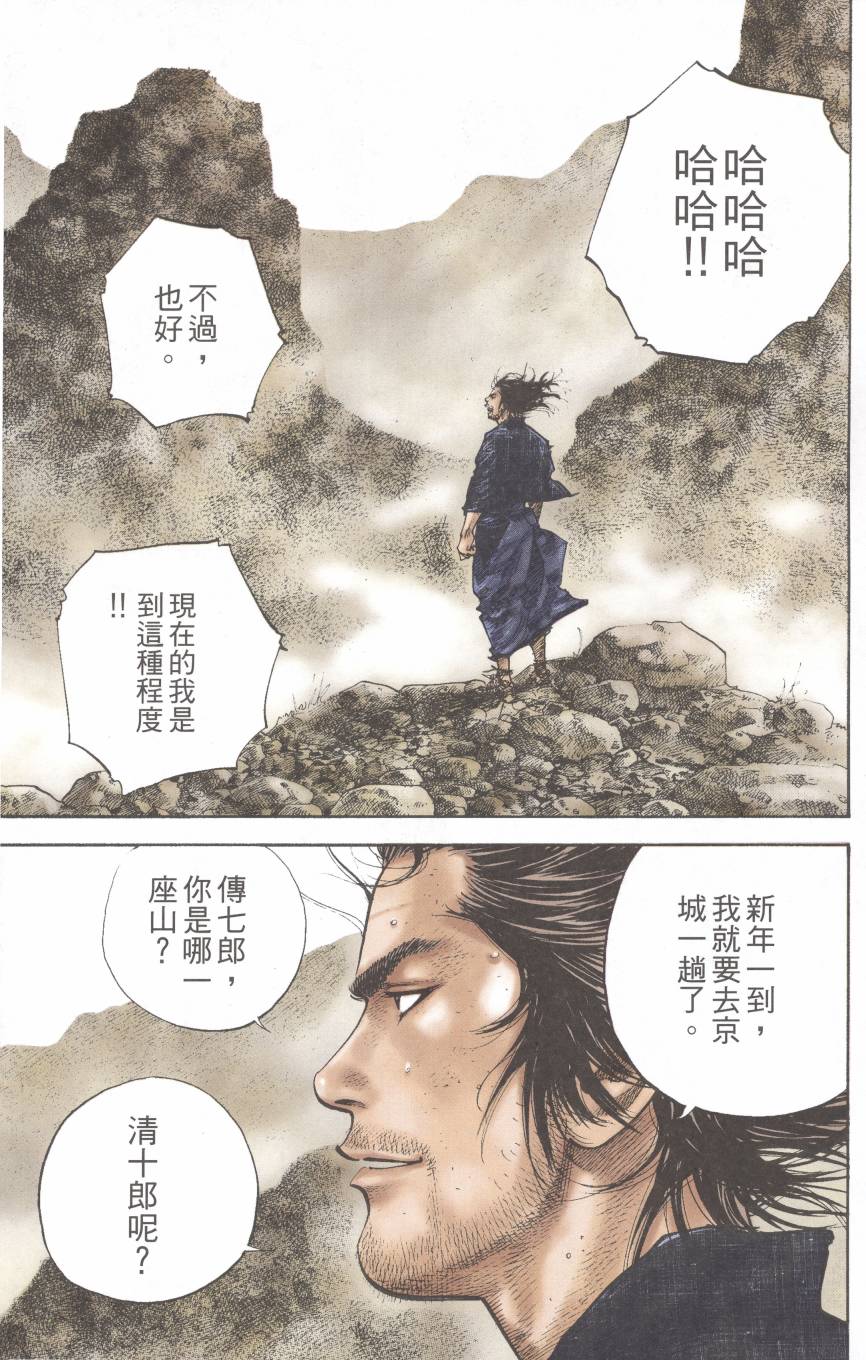 哈哈哈
哈哈!!
不過，
也好。
現在的我是
到這種程度
!!
新年一到，
我就要去京
城一趟了。
傳七郎，
你是哪一
座山？
清十郎呢？